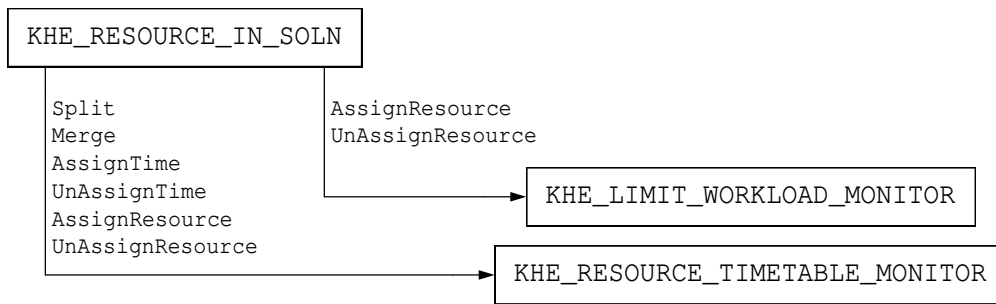 KHE_RESOURCE_IN_SOLN
Split
Merge
AssignTime
UnAssignTime
AssignResource
UnAssignResource
AssignResource
UnAssignResource
KHE_LIMIT_WORKLOAD_MONITOR
KHE_RESOURCE_TIMETABLE_MONITOR